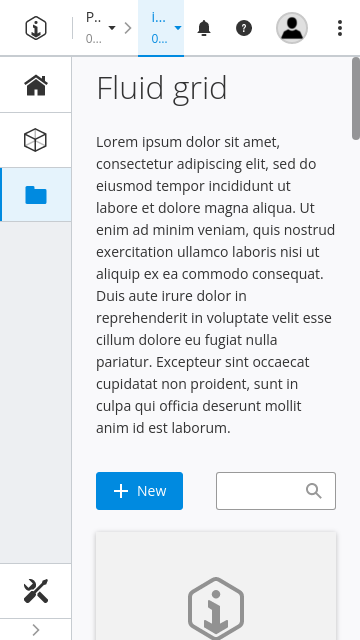 P..
0...
i...
0...
Fluid grid
Lorem ipsum dolor sit amet,
consectetur adipiscing elit, sed do
eiusmod tempor incididunt ut
labore et dolore magna aliqua. Ut
enim ad minim veniam, quis nostrud
exercitation ullamco laboris nisi ut
aliquip ex ea commodo consequat.
Duis aute irure dolor in
reprehenderit in voluptate velit esse
cillum dolore eu fugiat nulla
pariatur. Excepteur sint occaecat
cupidatat non proident, sunt in
culpa qui officia deserunt mollit
anim id est laborum.
New